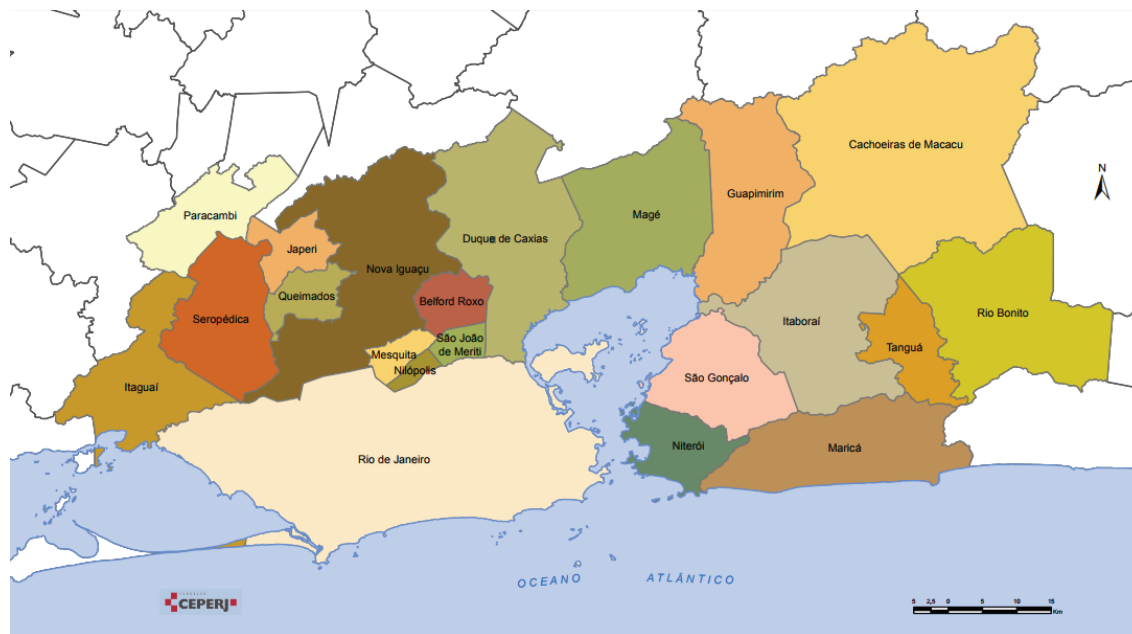 Cachoeiras de Macacu
N
Guapimirim
Paracambi
Magé
Duque de Caxias
Japeri
Nova Iguaçu
Queimados
Belford Roxo
Seropédica
Itaboraí
Rio Bonito
São João
de Meriti
Tanguá
Mesquita
Nilópolis
São Gonçalo
Itaguaí
Niterói
Maricá
Rio de Janeiro
OCEANO ATLÂNTICO
CEPERJ
5 2,5 0 5 10 15
Km